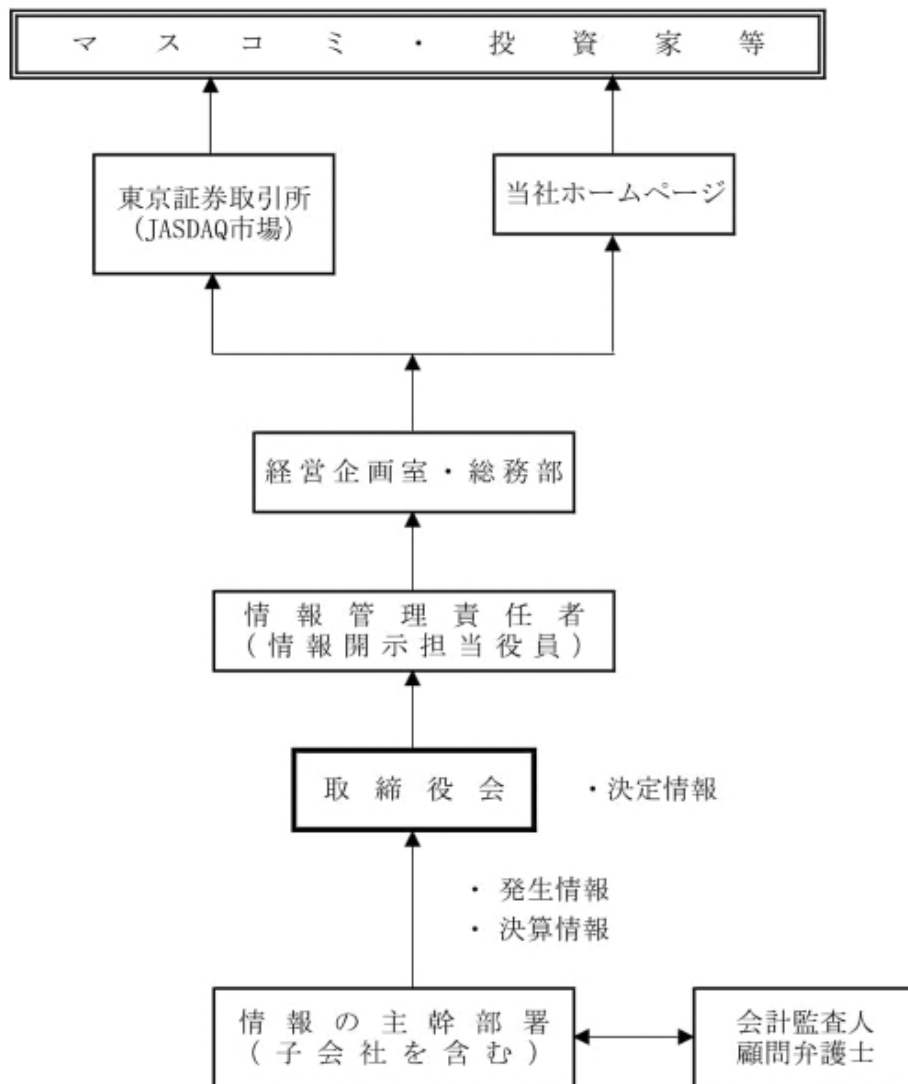 マスコミ・投資家等
東京証券取引所
(JASDAQ市場)
当社ホームページ
経営企画室・総務部
情報管理責任者
(情報開示担当役員)
取締役会
・決定情報
・発生情報
・決算情報
情報の主幹部署
(子会社を含む)
会計監査人
顧問弁護士